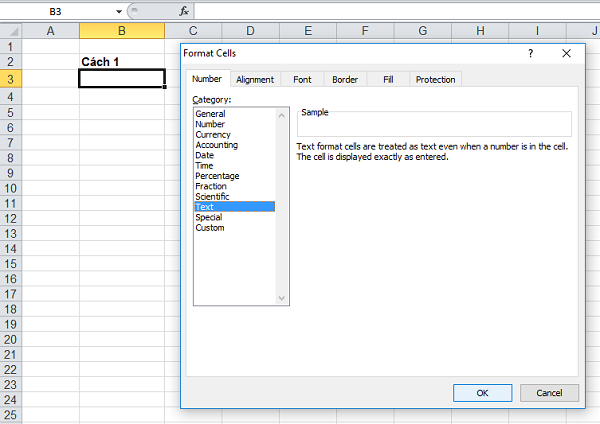 B3
fx
A B C D E F G H I J
1
2 Cách 1
3
4
5
6
7
8
9
10
11
12
13
14
15
16
17
18
19
20
21
22
23
24
25
Format Cells ?
Number Alignment Font Border Fill Protection
Category:
General
Number
Currency
Accounting
Date
Time
Percentage
Fraction
Scientific
Text
Special
Custom
Sample
Text format cells are treated as text even when a number is in the cell.
The cell is displayed exactly as entered.
OK Cancel